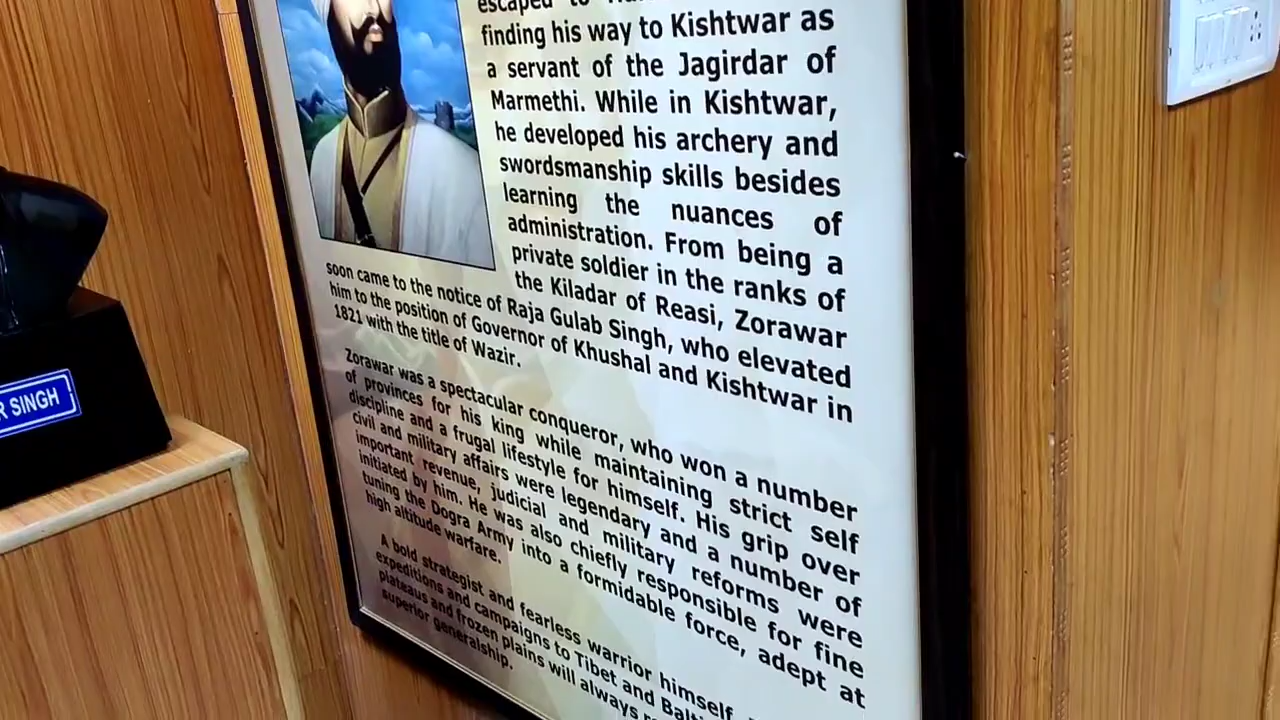 escaped to
finding his way to Kishtwar as
a servant of the Jagirdar of
Marmethi. While in Kishtwar,
he developed his archery and
swordsmanship skills besides
learning the nuances of
administration. From being a
private soldier in the ranks of
the Kiladar of Reasi, Zorawar
soon came to the notice of Raja Gulab Singh, who elevated
him to the position of Governor of Khushal and Kishtwar in
1821 with the title of Wazir.
Zorawar was a spectacular conqueror, who won a number
of provinces for his king while maintaining strict self
discipline and a frugal lifestyle for himself. His grip over
civil and military affairs were legendary and a number of
important revenue, judicial and military reforms were
initiated by him. He was also chiefly responsible for fine
tuning the Dogra Army into a formidable force, adept at
high altitude warfare.
A bold strategist and fearless warrior himself
expeditions and campaigns to Tibet and
plateaus and frozen plains will always
superior generalship.
R SINGH